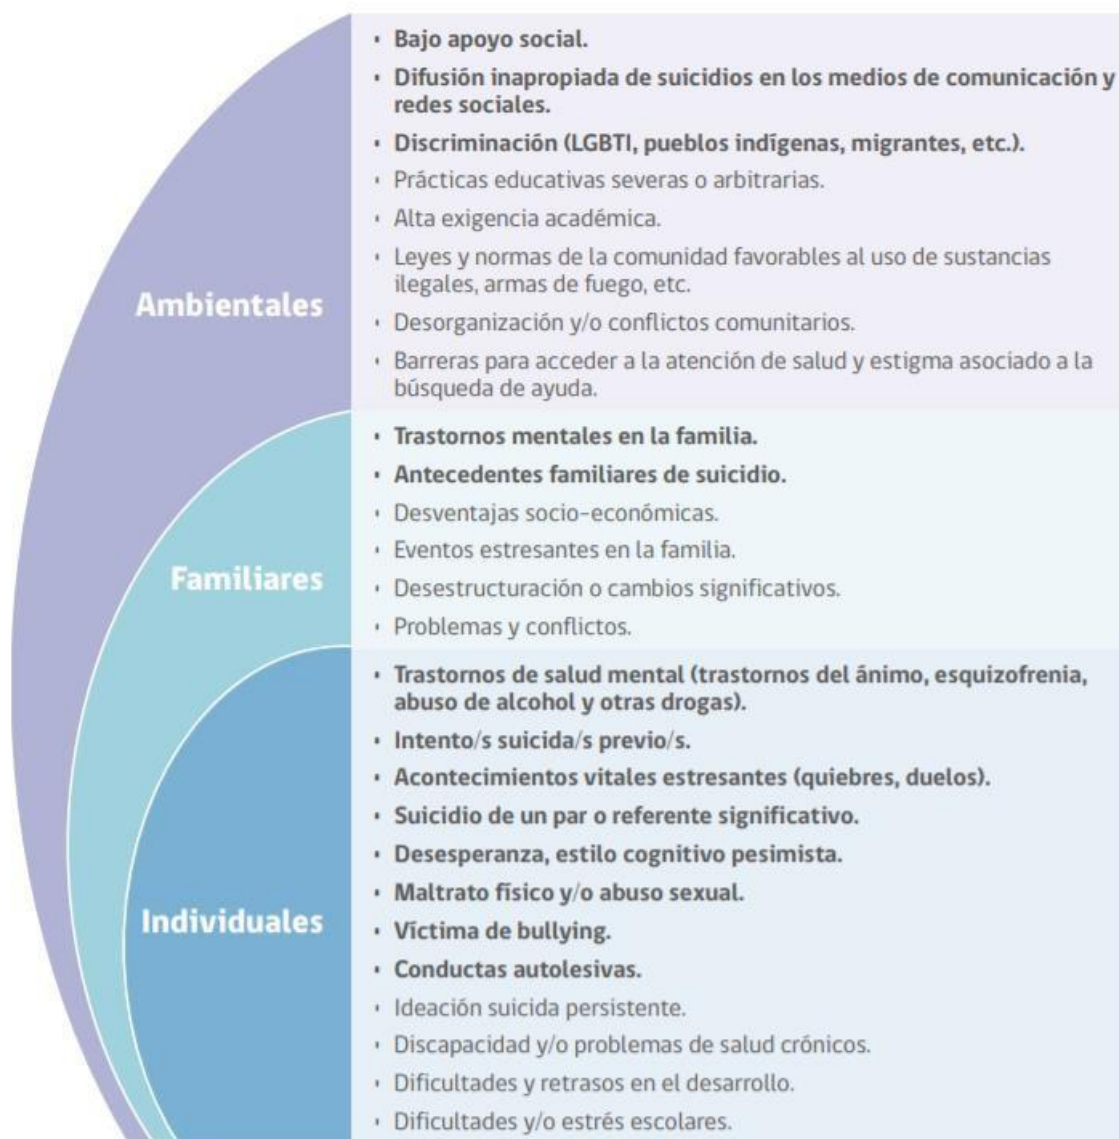 Ambientales
· Bajo apoyo social.
· Difusión inapropiada de suicidios en los medios de comunicación y
redes sociales.
· Discriminación (LGBTI, pueblos indígenas, migrantes, etc.).
· Prácticas educativas severas o arbitrarias.
· Alta exigencia académica.
· Leyes y normas de la comunidad favorables al uso de sustancias
ilegales, armas de fuego, etc.
· Desorganización y/o conflictos comunitarios.
· Barreras para acceder a la atención de salud y estigma asociado a la
búsqueda de ayuda.
Familiares
· Trastornos mentales en la familia.
· Antecedentes familiares de suicidio.
· Desventajas socio-económicas.
· Eventos estresantes en la familia.
· Desestructuración o cambios significativos.
· Problemas y conflictos.
Individuales
· Trastornos de salud mental (trastornos del ánimo, esquizofrenia,
abuso de alcohol y otras drogas).
· Intento/s suicida/s previo/s.
· Acontecimientos vitales estresantes (quiebres, duelos).
· Suicidio de un par o referente significativo.
· Desesperanza, estilo cognitivo pesimista.
· Maltrato físico y/o abuso sexual.
· Víctima de bullying.
· Conductas autolesivas.
· Ideación suicida persistente.
· Discapacidad y/o problemas de salud crónicos.
· Dificultades y retrasos en el desarrollo.
· Dificultades y/o estrés escolares.